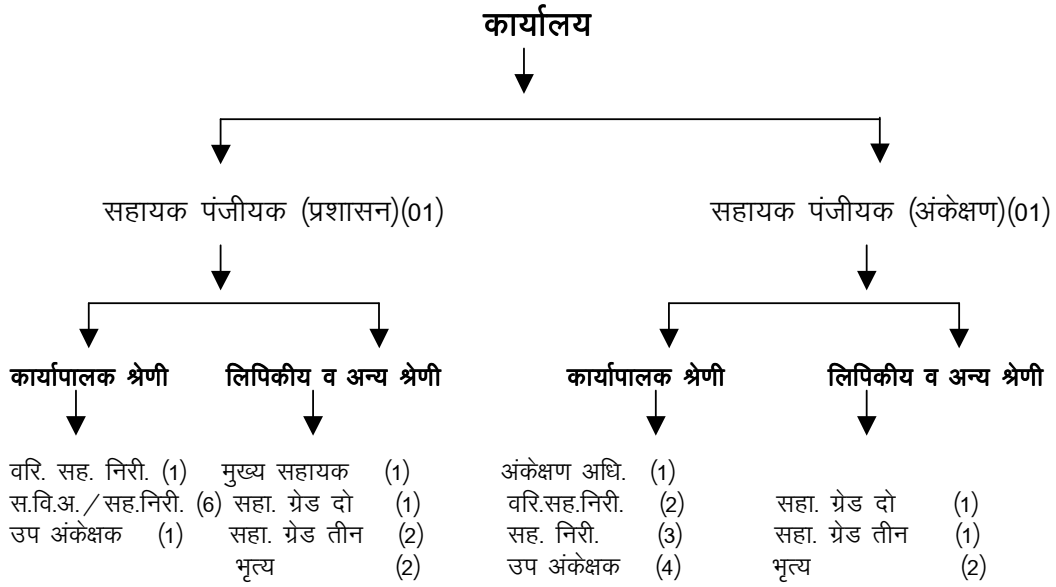 कार्यालय
सहायक पंजीयक (प्रशासन)(01) सहायक पंजीयक (अंकेक्षण)(01)
कार्यापालक श्रेणी लिपिकीय व अन्य श्रेणी कार्यापालक श्रेणी लिपिकीय व अन्य श्रेणी
वरि. सह. निरी. (1) मुख्य सहायक (1) अंकेक्षण अधि. (1)
स.वि.अ./सह.निरी. (6) सहा. ग्रेड दो (1) वरि.सह.निरी. (2) सहा. ग्रेड दो (1)
उप अंकेक्षक (1) सहा. ग्रेड तीन (2) सह. निरी. (3) सहा. ग्रेड तीन (1)
भृत्य (2) उप अंकेक्षक (4) भृत्य (2)